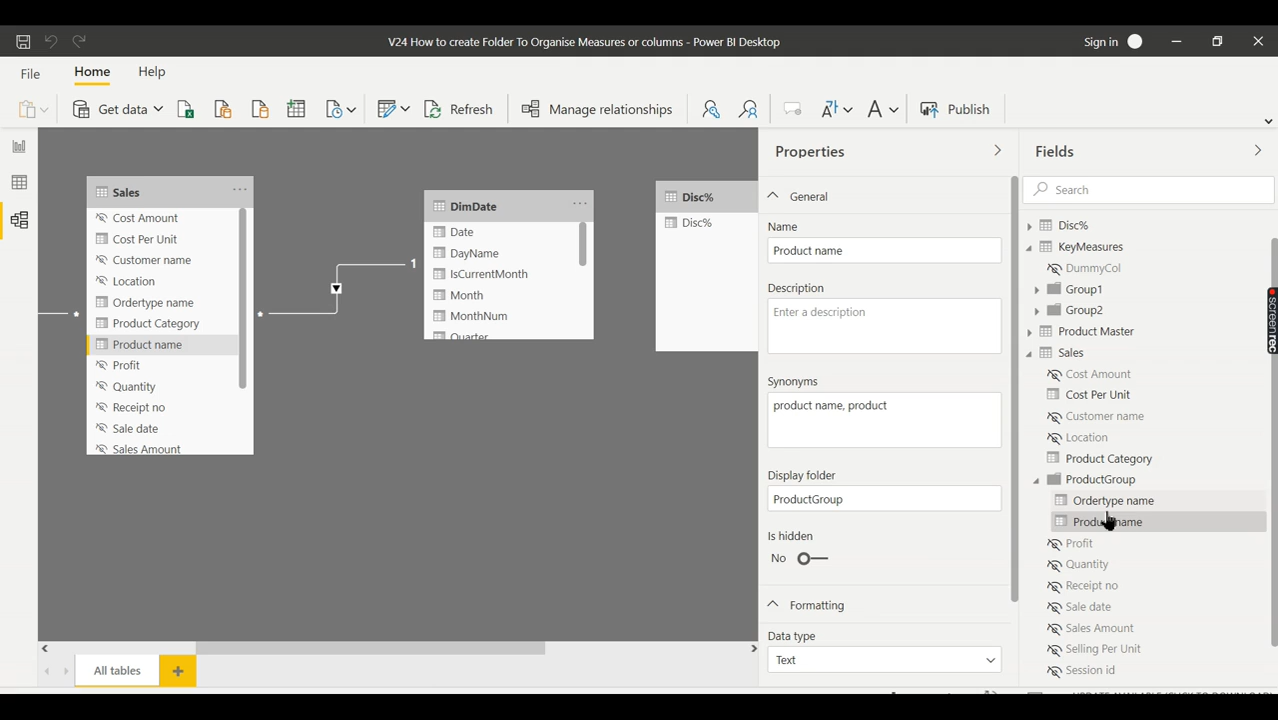 V24 How to create Folder To Organise Measures or columns - Power BI Desktop
Sign in
File
Home
Help
Get data
Refresh
Manage relationships
Publish
Sales
Cost Amount
Cost Per Unit
Customer name
Location
Ordertype name
Product Category
Product name
Profit
Quantity
Receipt no
Sale date
Sales Amount
*
*
1
DimDate
Date
DayName
IsCurrentMonth
Month
MonthNum
Quarter
Disc%
Disc%
All tables
Properties
General
Name
Product name
Description
Enter a description
Synonyms
product name, product
Display folder
ProductGroup
Is hidden
No
Formatting
Data type
Text
Fields
Search
Disc%
KeyMeasures
DummyCol
Group1
Group2
Product Master
Sales
Cost Amount
Cost Per Unit
Customer name
Location
Product Category
ProductGroup
Ordertype name
Product name
Profit
Quantity
Receipt no
Sale date
Sales Amount
Selling Per Unit
Session id
screenrec